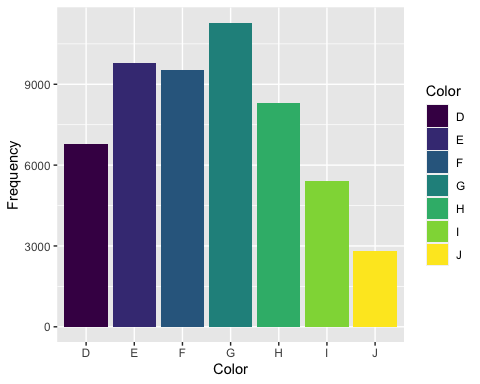 Frequency
9000
6000
3000
0
D E F G H I J
Color
Color
D
E
F
G
H
I
J